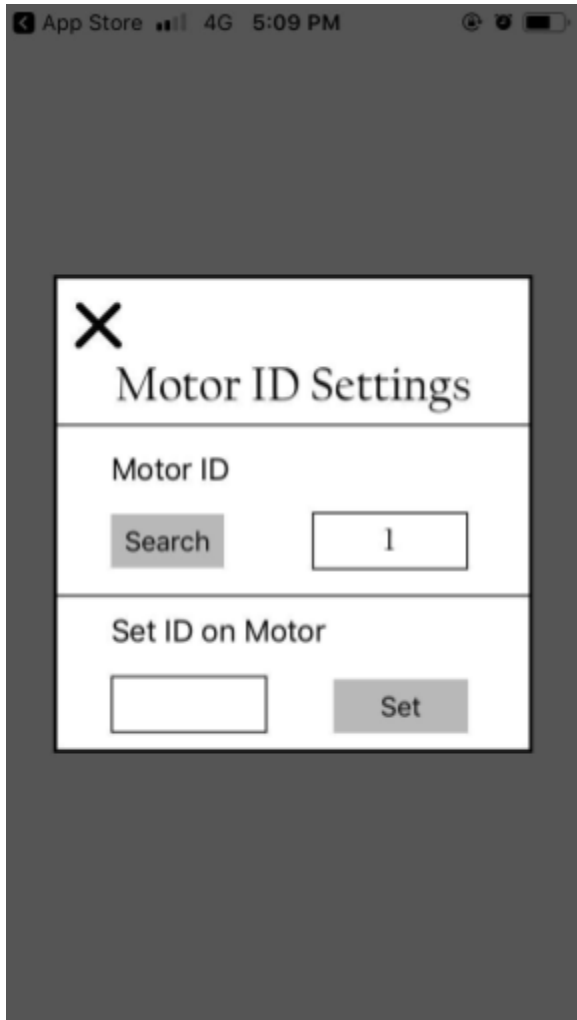 App Store 4G 5:09 PM
Motor ID Settings
Motor ID
Search 1
Set ID on Motor
Set